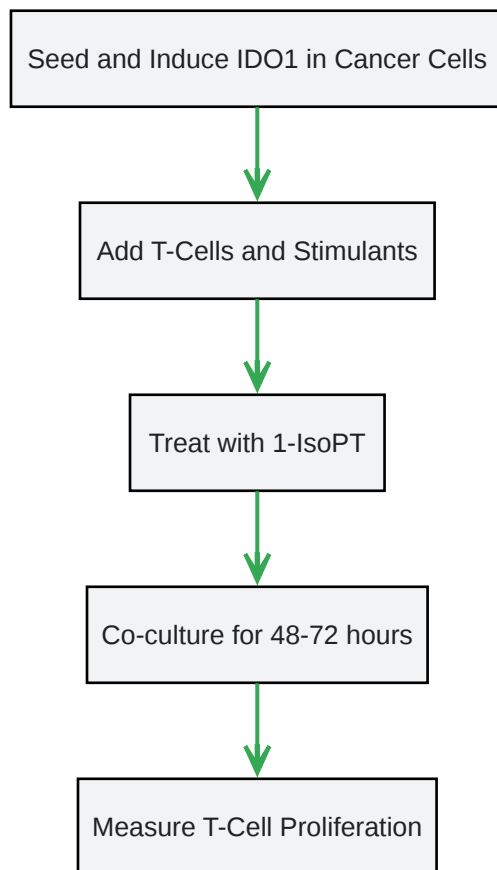 Seed and Induce IDO1 in Cancer Cells
Add T-Cells and Stimulants
Treat with 1-IsoPT
Co-culture for 48-72 hours
Measure T-Cell Proliferation